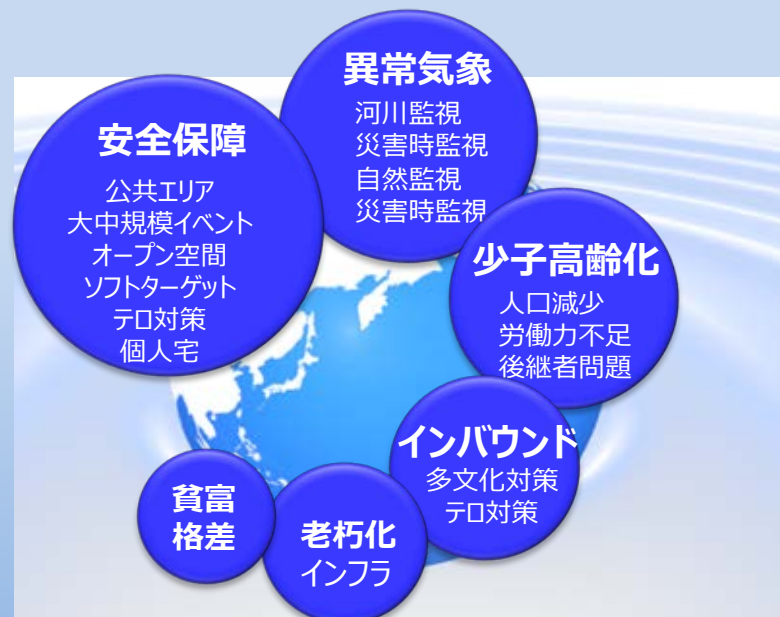 異常気象
河川監視
災害時監視
自然監視
災害時監視
安全保障
公共エリア
大中規模イベント
オープン空間
ソフトターゲット
テロ対策
個人宅
少子高齢化
人口減少
労働力不足
後継者問題
インバウンド
多文化対策
テロ対策
貧富
格差
老朽化
インフラ